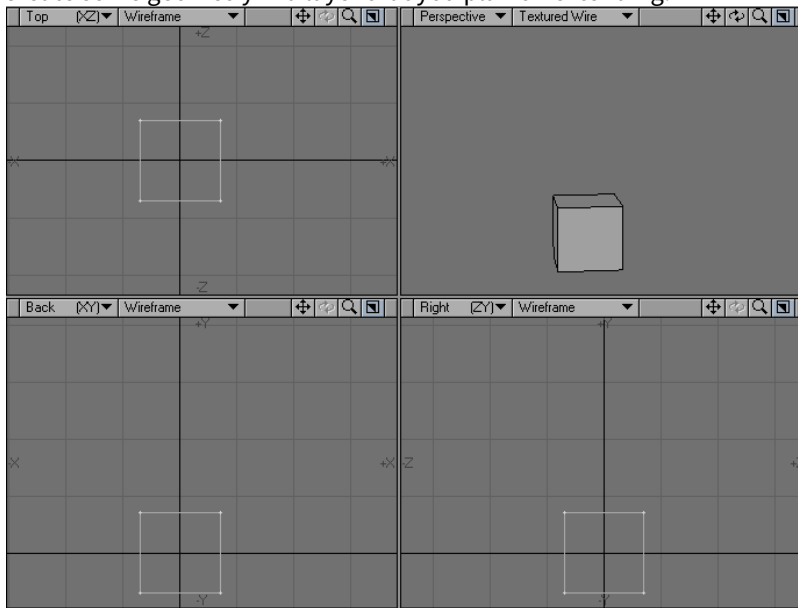 Top (XZ) Wireframe
Perspective Textured Wire
+Z
-X +X
-Z
Back (XY) Wireframe
Right (ZY) Wireframe
+Y +Y
-X +X -Z
-Y -Y